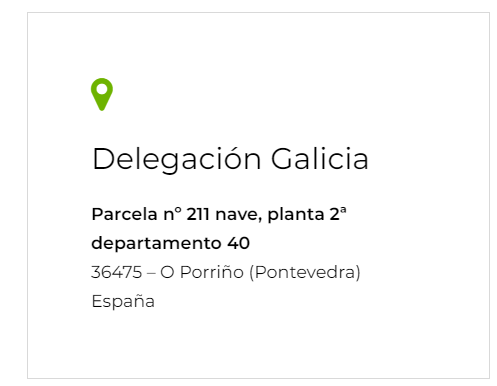 Delegación Galicia
Parcela nº 211 nave, planta 2ª
departamento 40
36475 – O Porriño (Pontevedra)
España